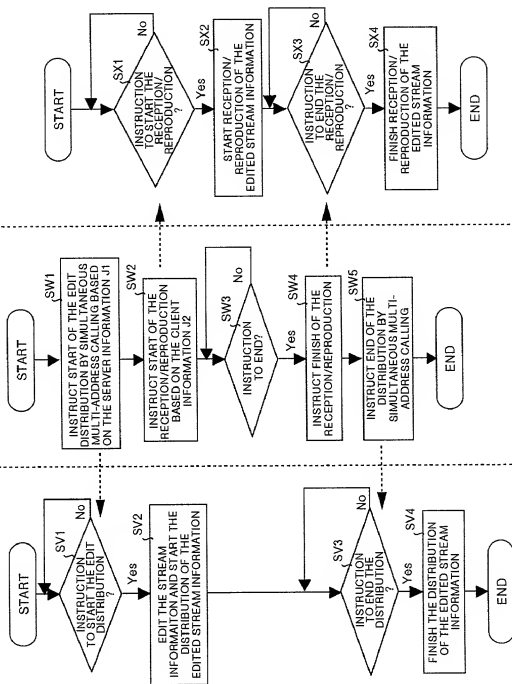 START
SV1
INSTRUCTION
TO START THE EDIT
DISTRIBUTION
?
No
Yes
SV2
EDIT THE STREAM
INFORMAITON AND START THE
DISTRIBUTION OF THE
EDITED STREAM INFORMATION
SV3
INSTRUCTION
TO END THE
DISTRIBUTION
?
No
Yes
SV4
FINISH THE DISTRIBUTION
OF THE EDITED STREAM
INFORMATION
END
START
SW1
INSTRUCT START OF THE EDIT
DISTRIBUTION BY SIMULTANEOUS
MULTI-ADDRESS CALLING BASED
ON THE SERVER INFORMATION J1
SW2
INSTRUCT START OF THE
RECEPTION/REPRODUCTION
BASED ON THE CLIENT
INFORMATION J2
SW3
INSTRUCTION
TO END?
No
Yes
SW4
INSTRUCT FINISH OF THE
RECEPTION/REPRODUCTION
SW5
INSTRUCT END OF THE
DISTRIBUTION BY
SIMULTANEOUS MULTI-
ADDRESS CALLING
END
START
SX1
INSTRUCTION
TO START THE
RECEPTION/
REPRODUCTION
?
No
Yes
SX2
START RECEPTION/
REPRODUCTION OF THE
EDITED STREAM INFORMATION
SX3
INSTRUCTION
TO END THE
RECEPTION/
REPRODUCTION
?
No
Yes
SX4
FINISH RECEPTION/
REPRODUCTION OF THE
EDITED STREAM
INFORMATION
END